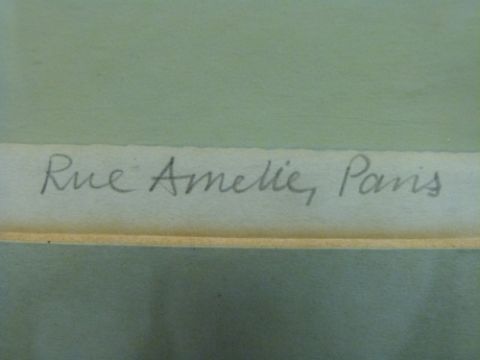 Rue Amelie, Paris